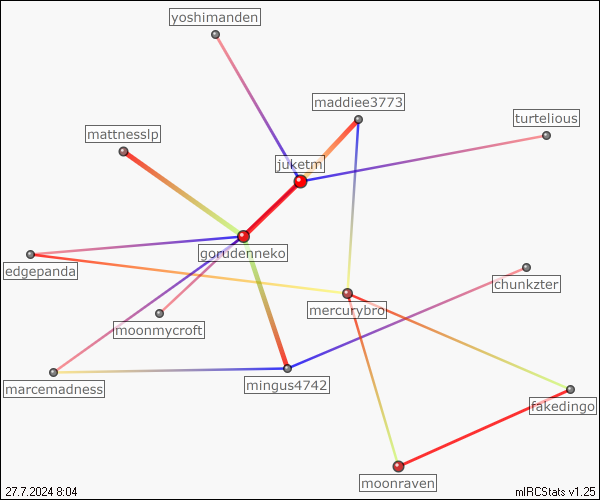 yoshimanden
maddiee3773
turtelious
mattnesslp
juketm
gorudenneko
edgepanda
chunkzter
mercurybro
moonmycroft
mingus4742
marcemadness
fakedingo
moonraven
27.7.2024 8:04
mIRCStats v1.25